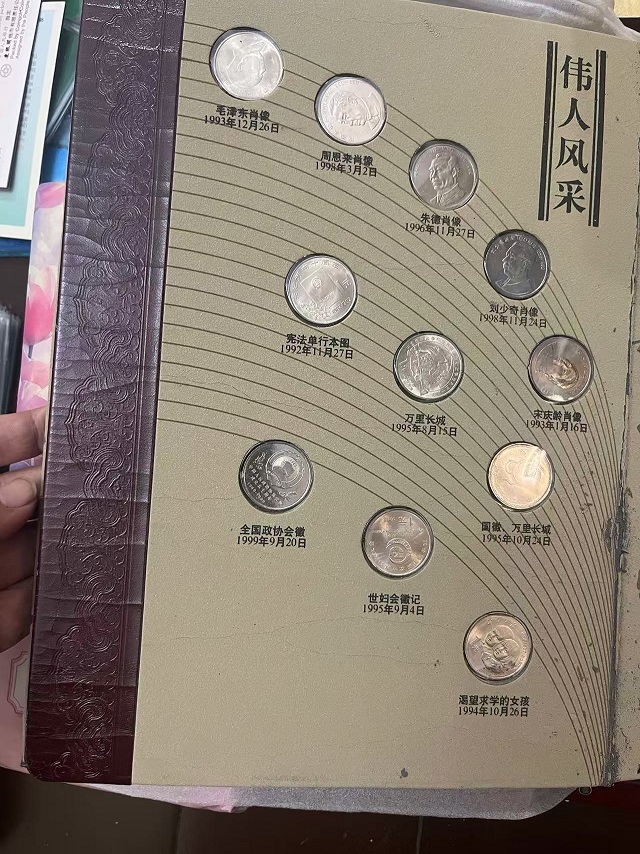 伟人风采
毛泽东肖像
1993年12月26日
周恩来肖像
1998年3月2日
朱德肖像
1996年11月27日
刘少奇肖像
1998年11月24日
宪法单行本图
1992年11月27日
万里长城
1995年8月15日
宋庆龄肖像
1993年1月16日
全国政协会徽
1999年9月20日
国徽、万里长城
1995年10月24日
世妇会徽记
1995年9月4日
渴望求学的女孩
1994年10月26日